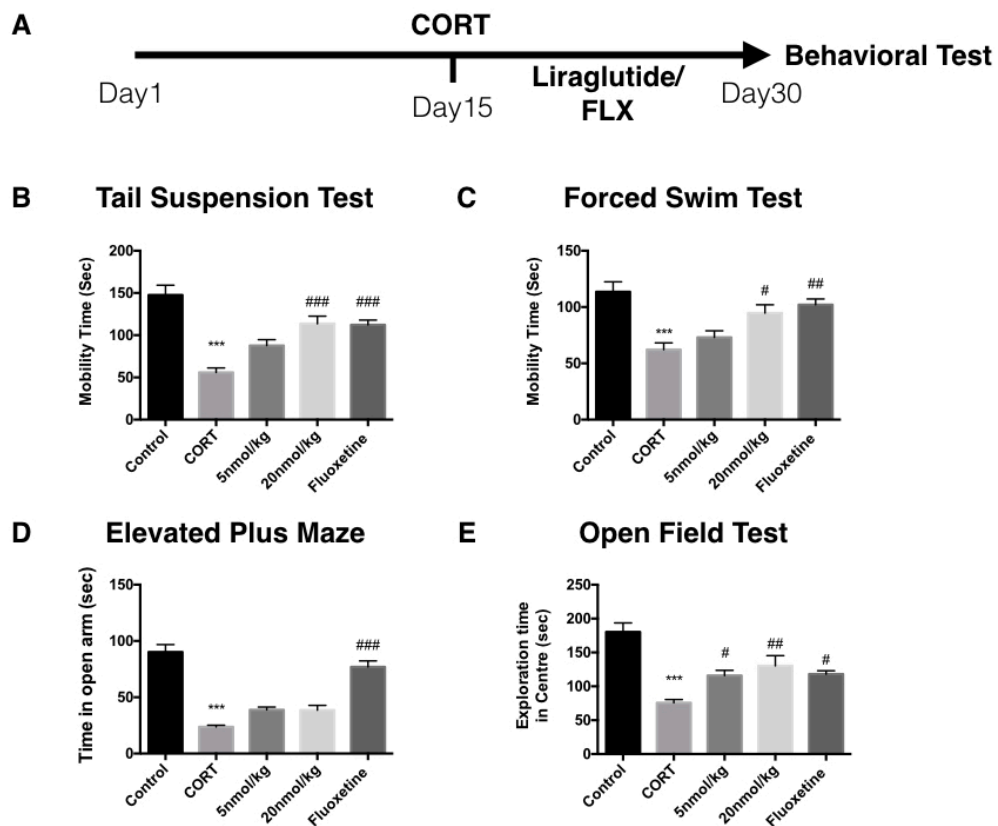 A
CORT
Behavioral Test
Day1
Day15
Liraglutide/
FLX
Day30
B
Tail Suspension Test
Mobility Time (Sec)
200
150
100
50
0
***
###
###
Control
CORT
5nmol/kg
20nmol/kg
Fluoxetine
C
Forced Swim Test
Mobility Time (Sec)
150
100
50
0
***
#
##
Control
CORT
5nmol/kg
20nmol/kg
Fluoxetine
D
Elevated Plus Maze
Time in open arm (sec)
150
100
50
0
***
###
Control
CORT
5nmol/kg
20nmol/kg
Fluoxetine
E
Open Field Test
Exploration time
in Centre (sec)
250
200
150
100
50
0
***
#
##
#
Control
CORT
5nmol/kg
20nmol/kg
Fluoxetine